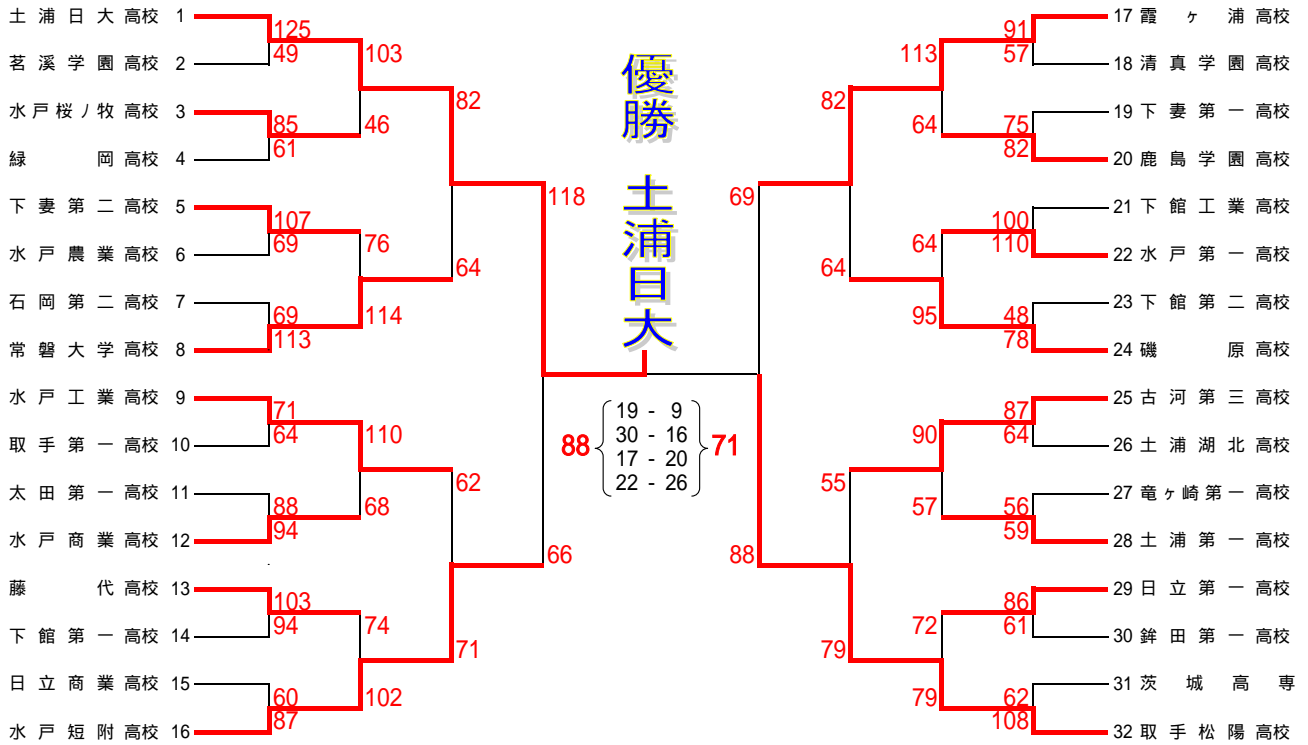 土浦日大高校 1
茗溪学園高校 2
水戸桜ノ牧高校 3
緑岡高校 4
下妻第二高校 5
水戸農業高校 6
石岡第二高校 7
常磐大学高校 8
水戸工業高校 9
取手第一高校 10
太田第一高校 11
水戸商業高校 12
藤代高校 13
下館第一高校 14
日立商業高校 15
水戸短附高校 16
125
49
85
61
107
69
69
113
71
64
88
94
103
94
60
87
103
46
76
114
110
68
74
102
82
64
62
71
118
66
優勝 土浦日大
88
19 - 9
30 - 16
17 - 20
22 - 26
71
69
88
82
64
55
79
113
64
64
95
90
57
72
79
91
57
75
82
100
110
48
78
87
64
56
59
86
61
62
108
17 霞ヶ浦高校
18 清真学園高校
19 下妻第一高校
20 鹿島学園高校
21 下館工業高校
22 水戸第一高校
23 下館第二高校
24 磯原高校
25 古河第三高校
26 土浦湖北高校
27 竜ヶ崎第一高校
28 土浦第一高校
29 日立第一高校
30 鉾田第一高校
31 茨城高専
32 取手松陽高校